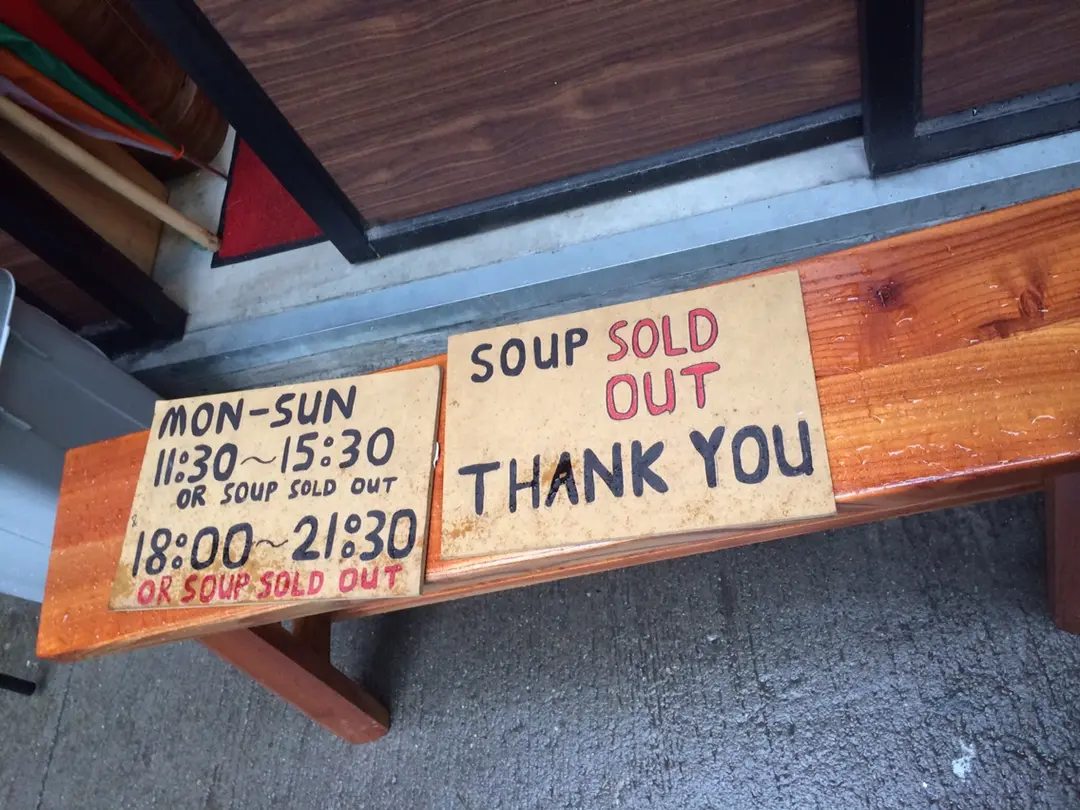 MON-SUN
11:30~15:30
OR SOUP SOLD OUT
18:00~21:30
OR SOUP SOLD OUT
SOUP SOLD
OUT
THANK YOU